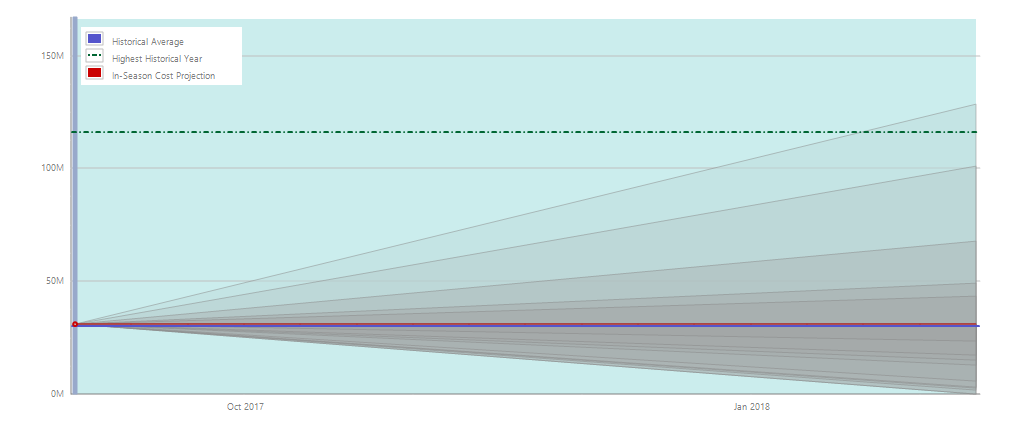 150M
100M
50M
0M
Historical Average
Highest Historical Year
In-Season Cost Projection
Oct 2017
Jan 2018